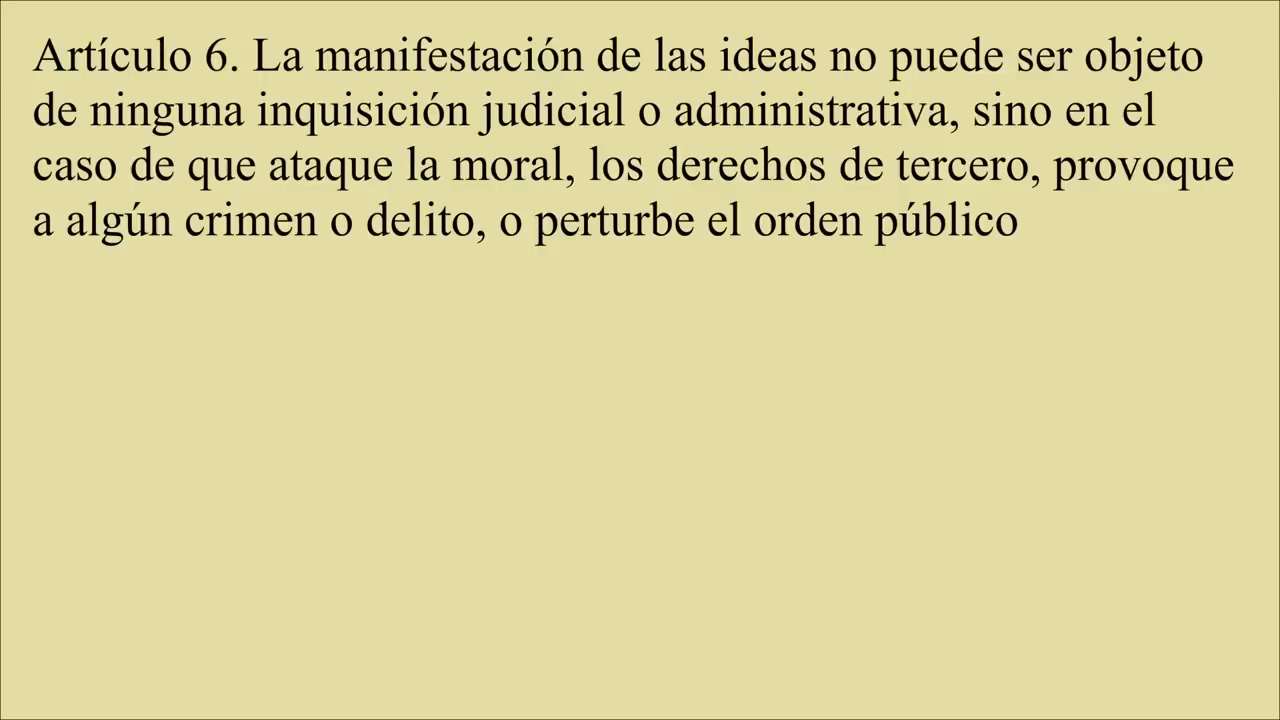 Artículo 6. La manifestación de las ideas no puede ser objeto
de ninguna inquisición judicial o administrativa, sino en el
caso de que ataque la moral, los derechos de tercero, provoque
a algún crimen o delito, o perturbe el orden público